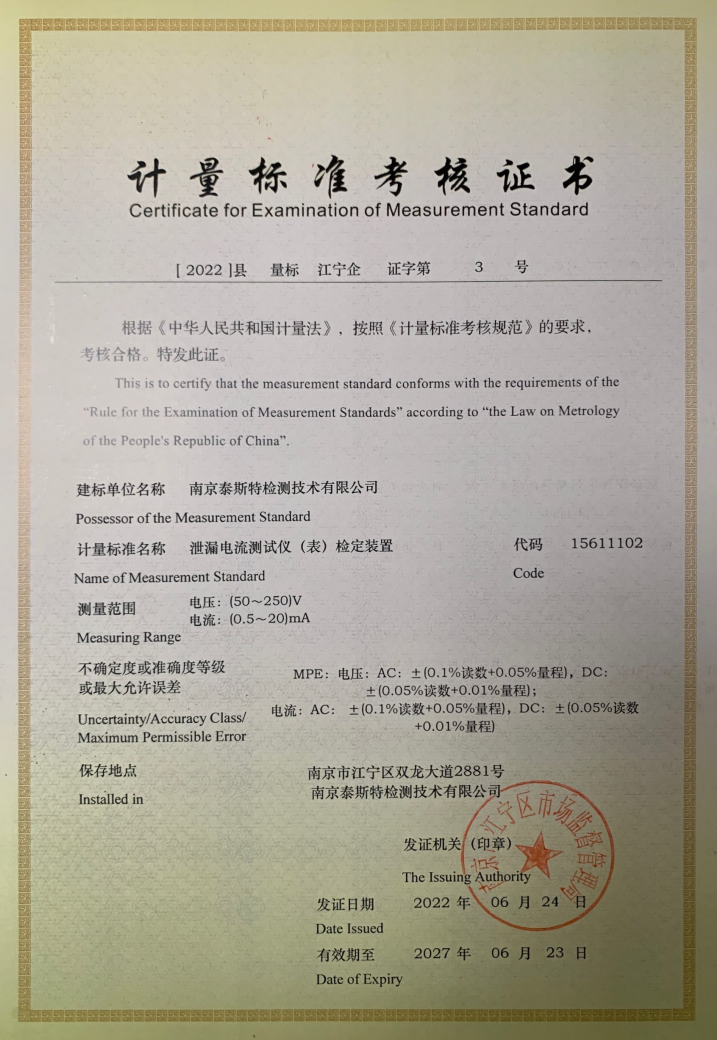 计量标准考核证书
Certificate for Examination of Measurement Standard
[ 2022 ]县 量标 江宁企 证字第 3 号
根据《中华人民共和国计量法》，按照《计量标准考核规范》的要求，
考核合格。特发此证。
This is to certify that the measurement standard conforms with the requirements of the
“Rule for the Examination of Measurement Standards” according to “the Law on Metrology
of the People's Republic of China”.
建标单位名称 南京泰斯特检测技术有限公司
Possessor of the Measurement Standard
计量标准名称 泄漏电流测试仪（表）检定装置 代码 15611102
Name of Measurement Standard Code
测量范围 电压：(50～250)V
电流：(0.5～20)mA
Measuring Range
不确定度或准确度等级
或最大允许误差
Uncertainty/Accuracy Class/
Maximum Permissible Error
MPE：电压：AC：±(0.1%读数+0.05%量程)，DC：
±(0.05%读数+0.01%量程)；
电流：AC： ±(0.1%读数+0.05%量程)，DC：±(0.05%读数
+0.01%量程)
保存地点
Installed in
南京市江宁区双龙大道2881号
南京泰斯特检测技术有限公司
发证机关（印章）
The Issuing Authority
南京市江宁区市场监督管理局
发证日期 2022 年 06 月 24 日
Date Issued
有效期至 2027 年 06 月 23 日
Date of Expiry